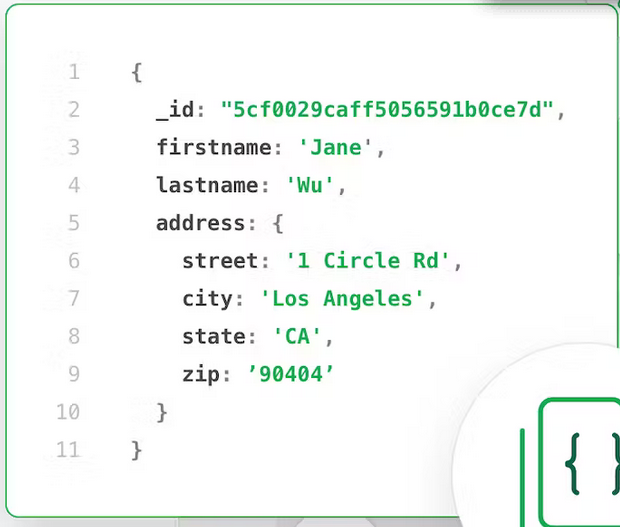 1 {
2 _id: "5cf0029caff5056591b0ce7d",
3 firstname: 'Jane',
4 lastname: 'Wu',
5 address: {
6 street: '1 Circle Rd',
7 city: 'Los Angeles',
8 state: 'CA',
9 zip: ’90404’
10 }
11 }
{ }